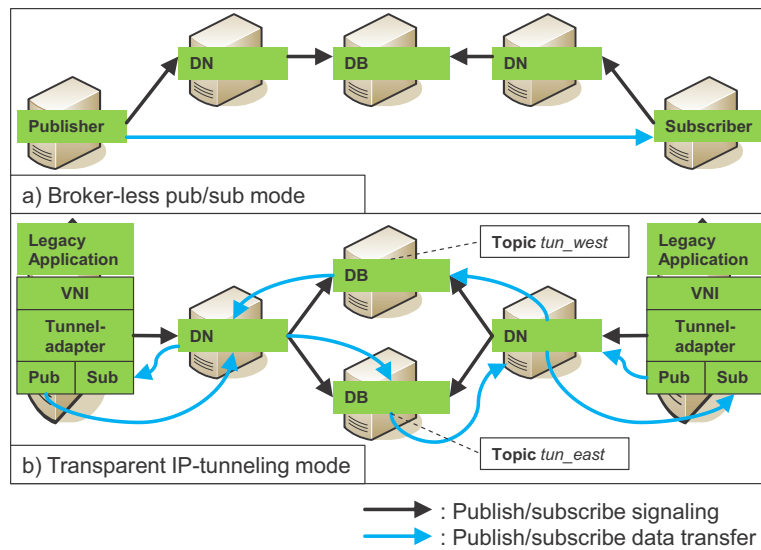 DN
DB
DN
Publisher
Subscriber
a) Broker-less pub/sub mode
Legacy
Application
VNI
Tunnel-
adapter
Pub
Sub
DN
DB
Topic tun_west
DB
Topic tun_east
DN
Legacy
Application
VNI
Tunnel-
adapter
Pub
Sub
b) Transparent IP-tunneling mode
: Publish/subscribe signaling
: Publish/subscribe data transfer